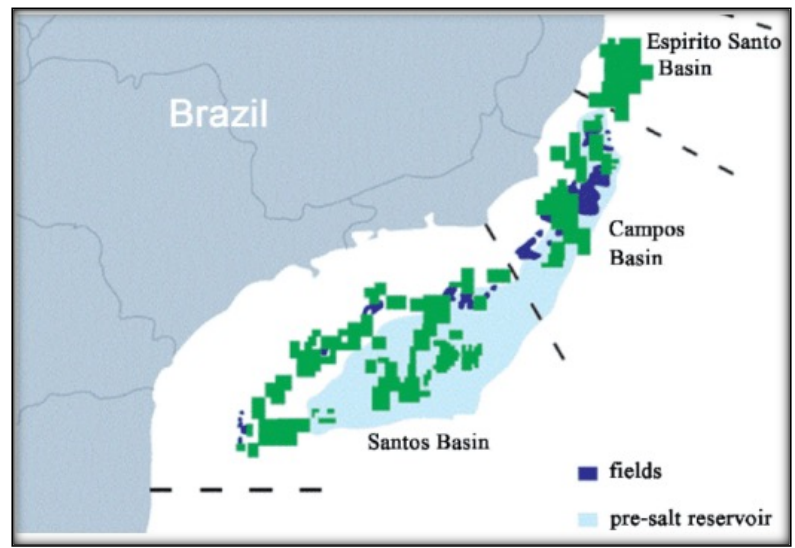 Espirito Santo
Basin
Brazil
Campos
Basin
Santos Basin
fields
pre-salt reservoir